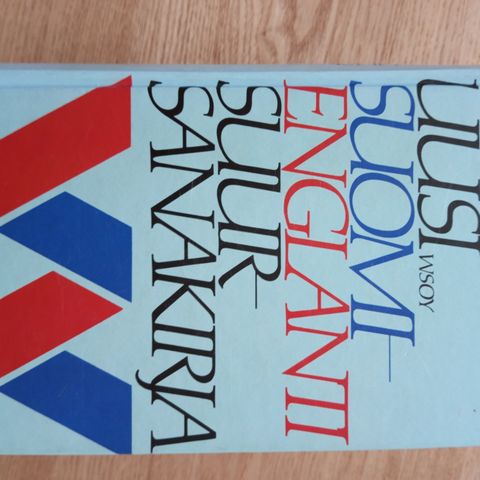 UUSI WSOY
SUOMI–
ENGLANTI
SUUR-
SANAKIRJA